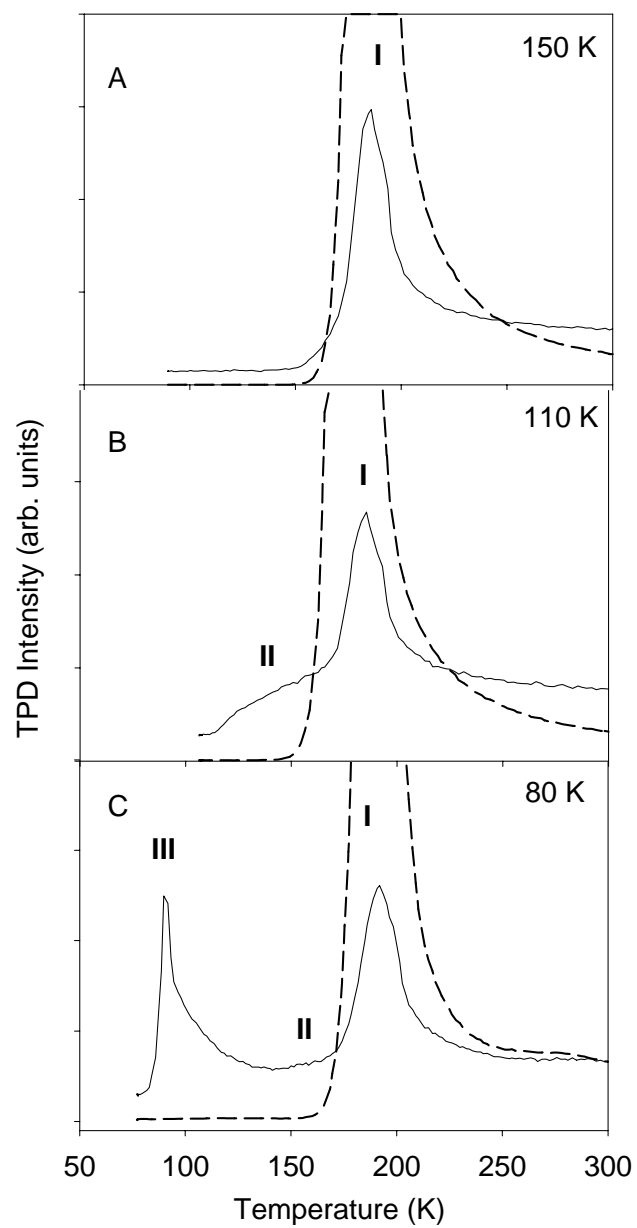 A
I
150 K
B
110 K
I
II
C
80 K
I
III
II
TPD Intensity (arb. units)
50 100 150 200 250 300
Temperature (K)